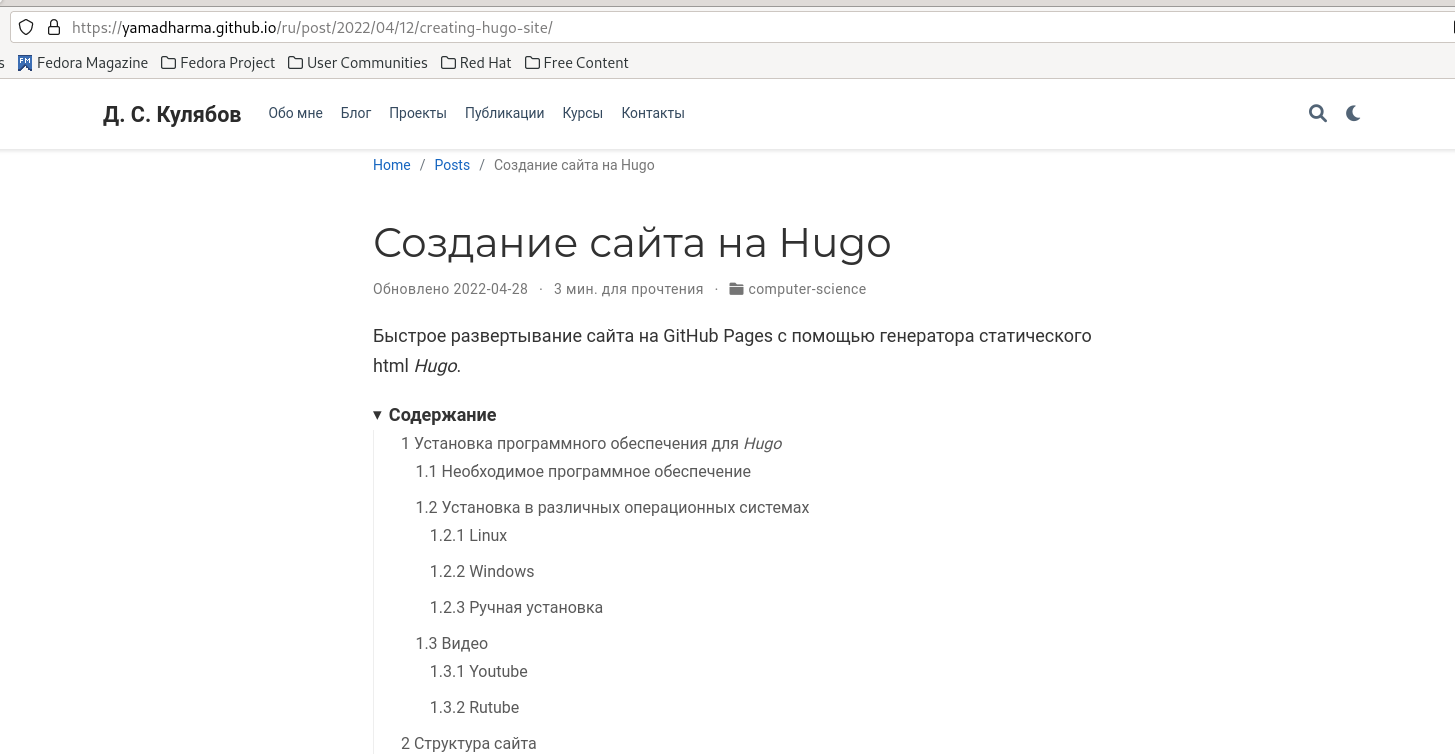 https://yamadharma.github.io/ru/post/2022/04/12/creating-hugo-site/
s Fedora Magazine Fedora Project User Communities Red Hat Free Content
Д. С. Кулябов Обо мне Блог Проекты Публикации Курсы Контакты
Home / Posts / Создание сайта на Hugo
Создание сайта на Hugo
Обновлено 2022-04-28 · 3 мин. для прочтения · computer-science
Быстрое развертывание сайта на GitHub Pages с помощью генератора статического
html Hugo.
▼ Содержание
1 Установка программного обеспечения для Hugo
1.1 Необходимое программное обеспечение
1.2 Установка в различных операционных системах
1.2.1 Linux
1.2.2 Windows
1.2.3 Ручная установка
1.3 Видео
1.3.1 Youtube
1.3.2 Rutube
2 Структура сайта